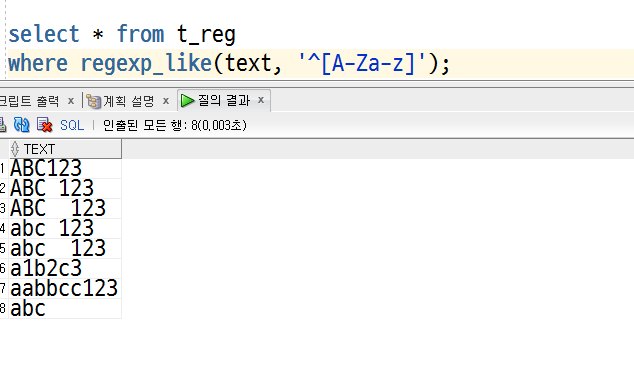 select * from t_reg
where regexp_like(text, '^[A-Za-z]');
크립트 출력 x 계획 설명 x 질의 결과 x
SQL | 인출된 모든 행: 8(0,003초)
TEXT
1 ABC123
2 ABC 123
3 ABC  123
4 abc 123
5 abc  123
6 a1b2c3
7 aabbcc123
8 abc